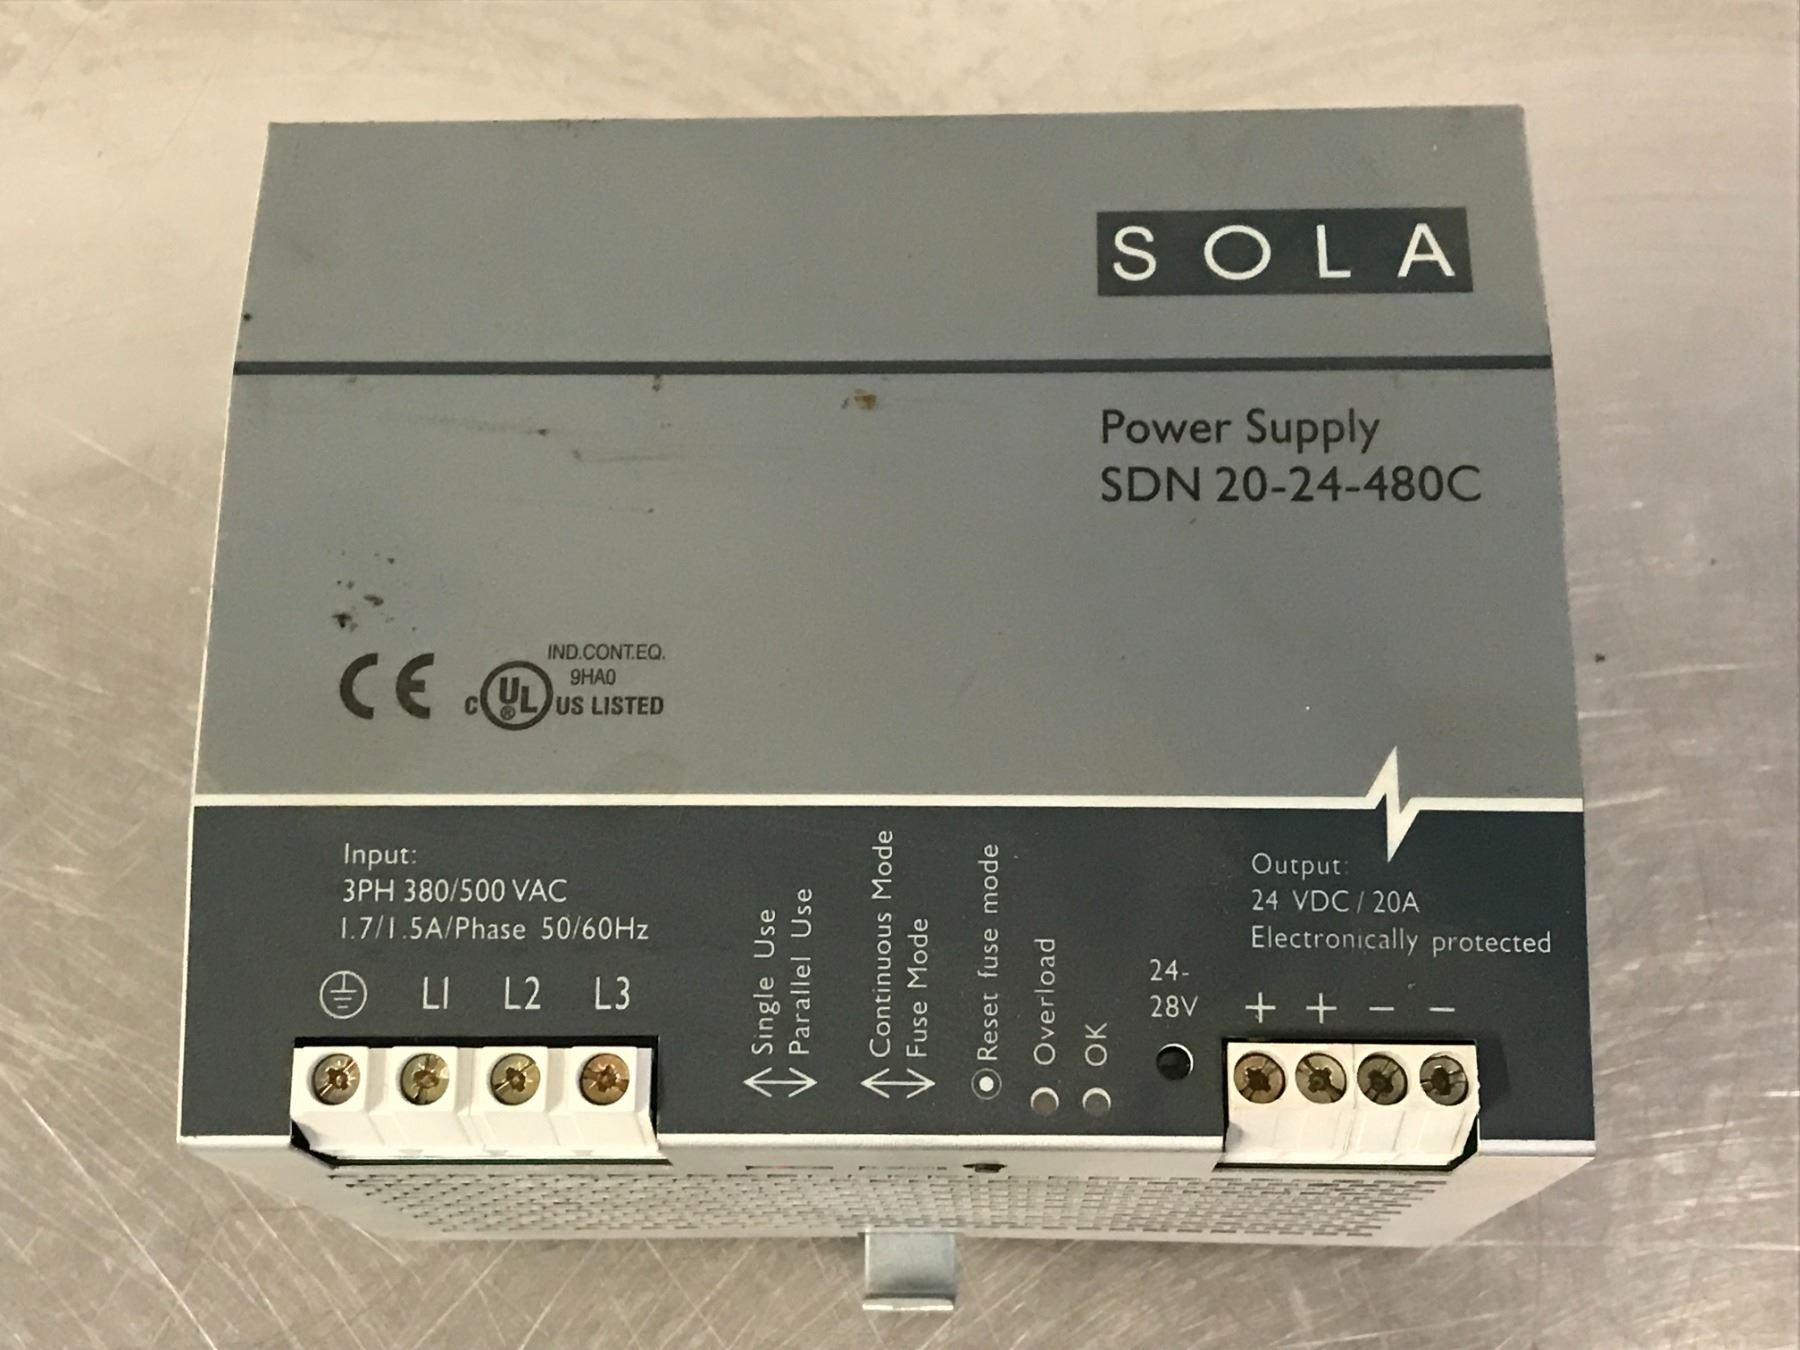 SOLA
Power Supply
SDN 20-24-480C
CE
IND.CONT.EQ.
9HA0
C UL ® US LISTED
Input:
3PH 380/500 VAC
1.7/1.5A/Phase 50/60Hz
L1 L2 L3
Single Use
Parallel Use
Continuous Mode
Fuse Mode
Reset fuse mode
Overload
OK
24-
28V
Output:
24 VDC / 20A
Electronically protected
+ + − −